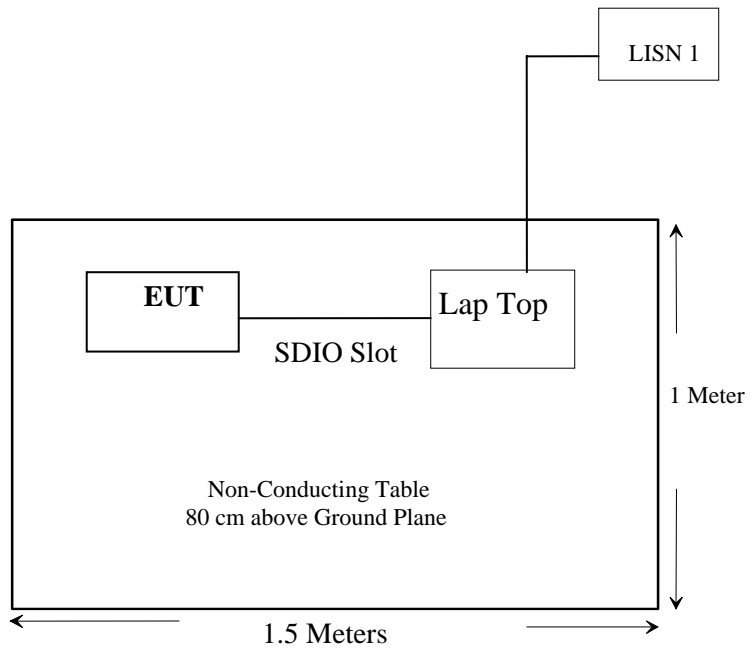 LISN 1
EUT
Lap Top
SDIO Slot
1 Meter
Non-Conducting Table
80 cm above Ground Plane
1.5 Meters